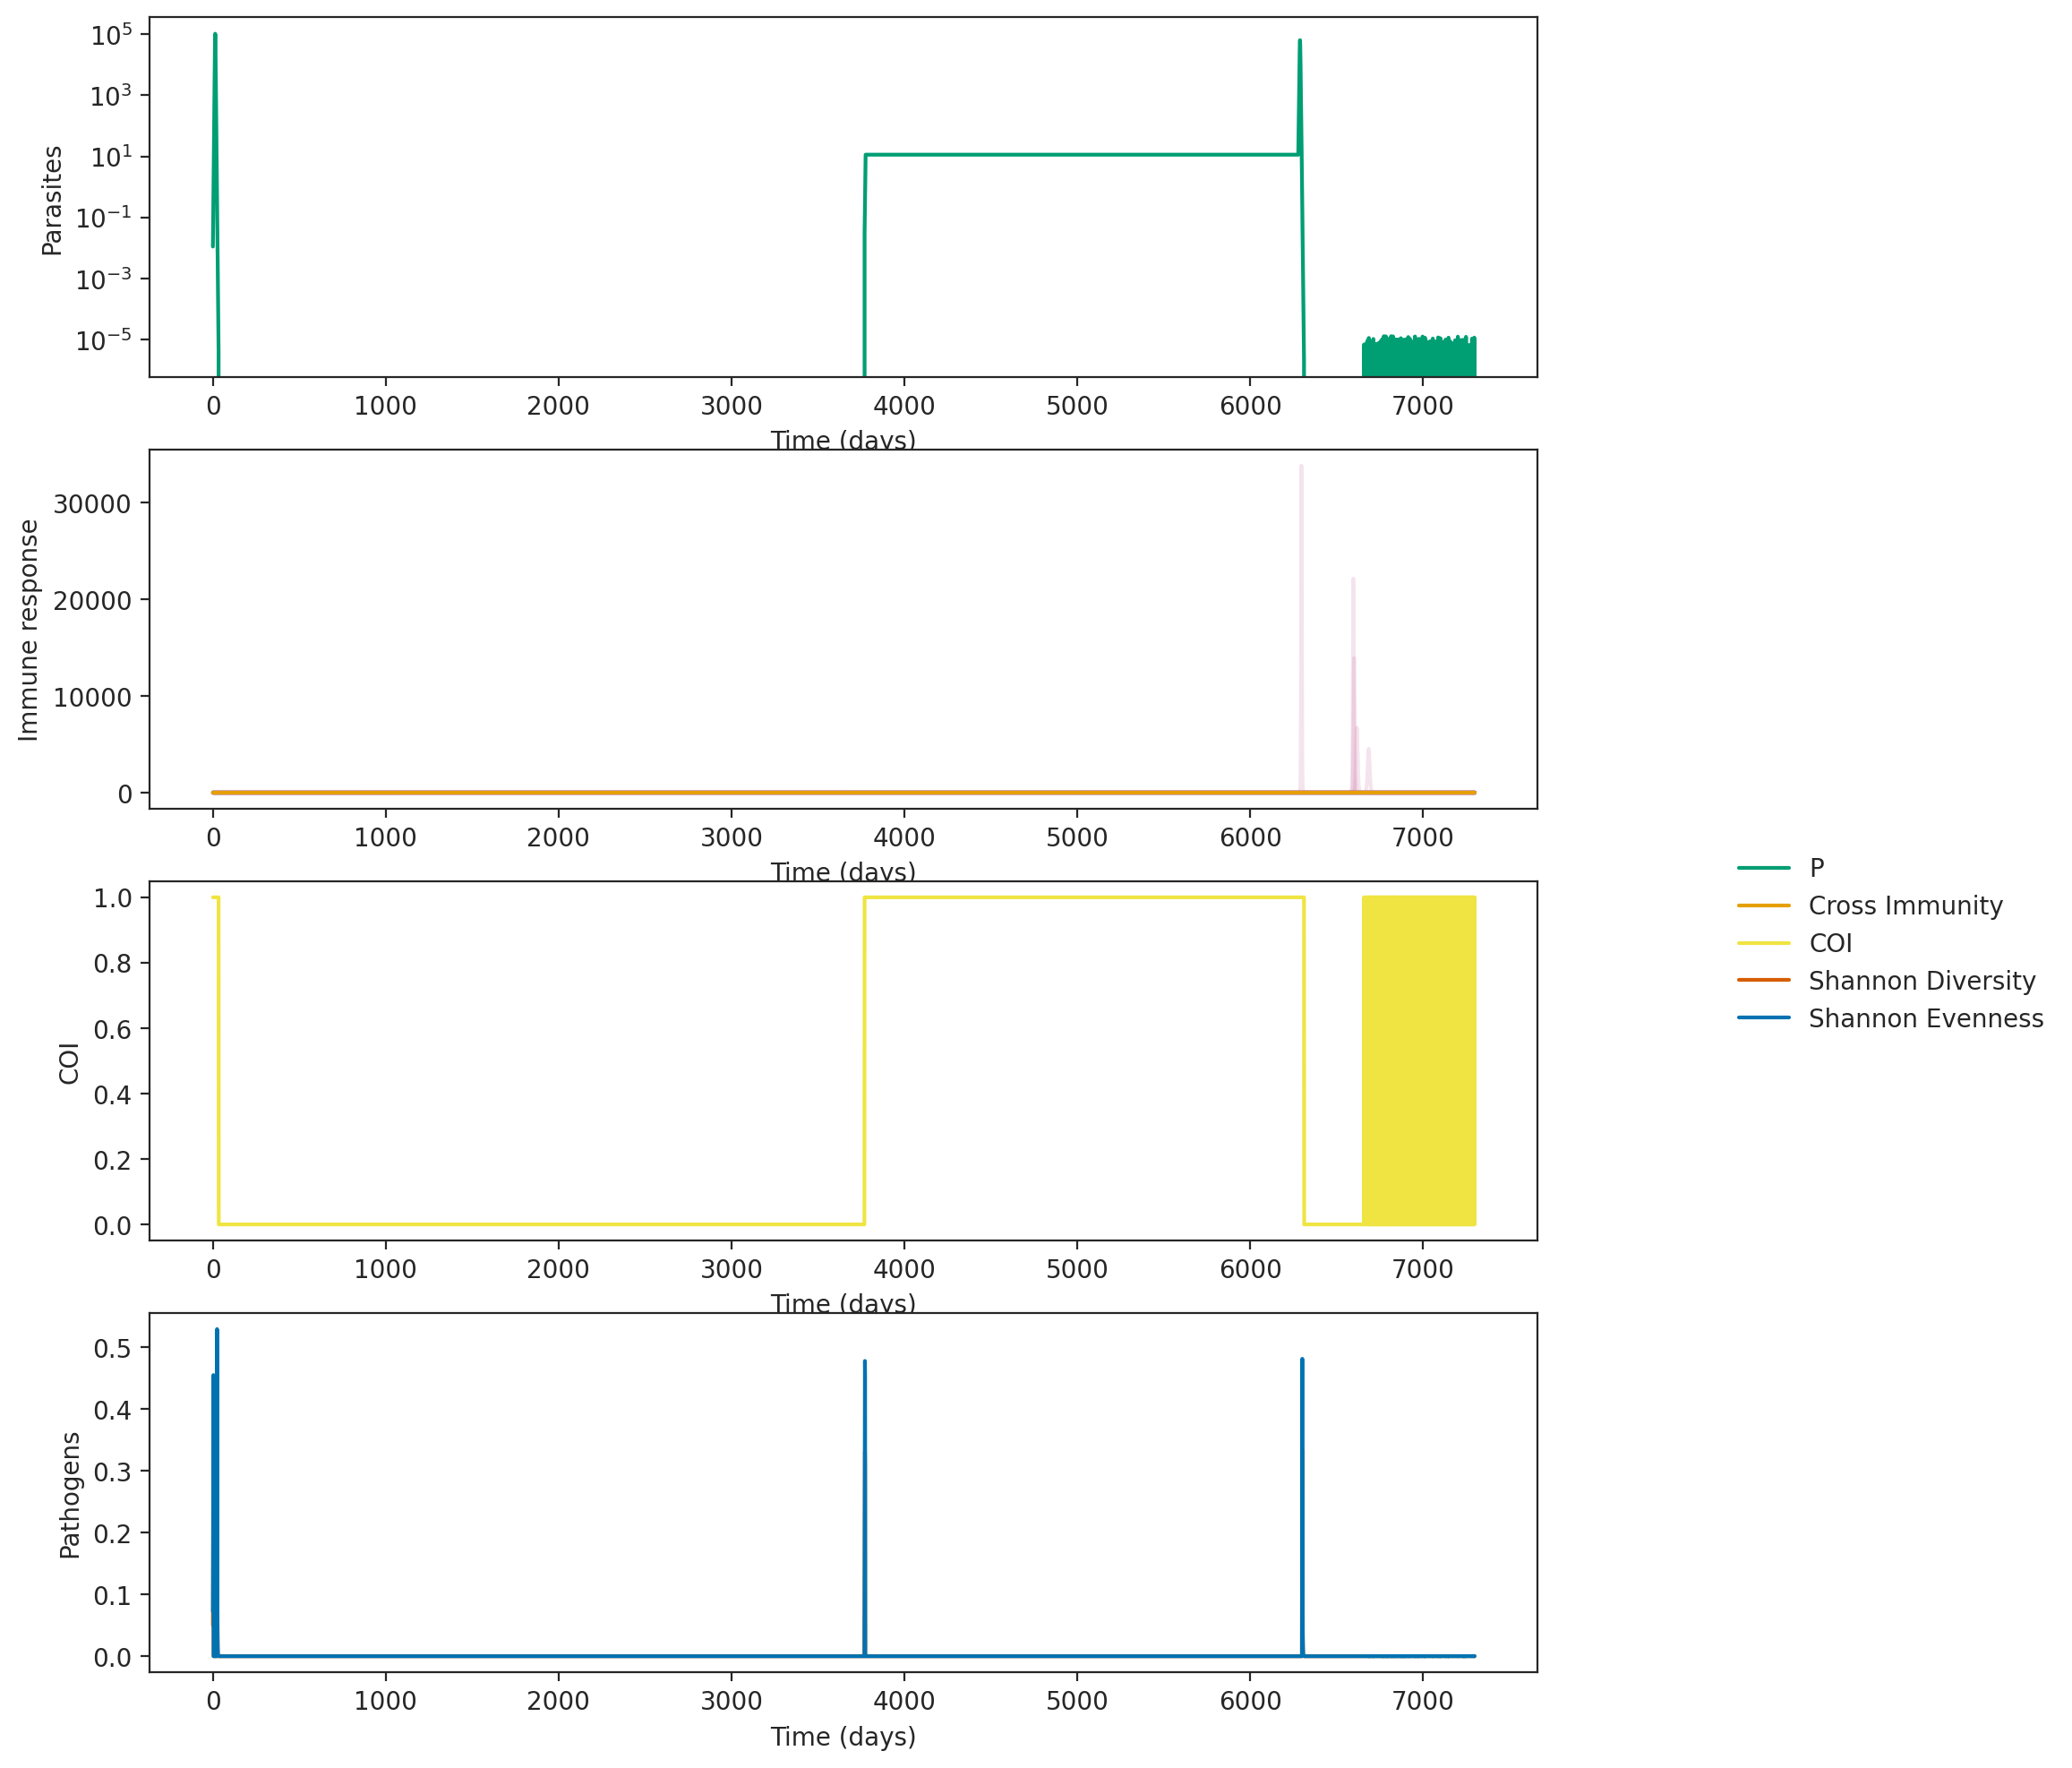 10^5
10^3
10^1
10^-1
10^-3
10^-5
Parasites
0 1000 2000 3000 4000 5000 6000 7000
Time (days)
30000
20000
10000
0
Immune response
0 1000 2000 3000 4000 5000 6000 7000
Time (days)
1.0
0.8
0.6
0.4
0.2
0.0
COI
0 1000 2000 3000 4000 5000 6000 7000
Time (days)
0.5
0.4
0.3
0.2
0.1
0.0
Pathogens
0 1000 2000 3000 4000 5000 6000 7000
Time (days)
P
Cross Immunity
COI
Shannon Diversity
Shannon Evenness